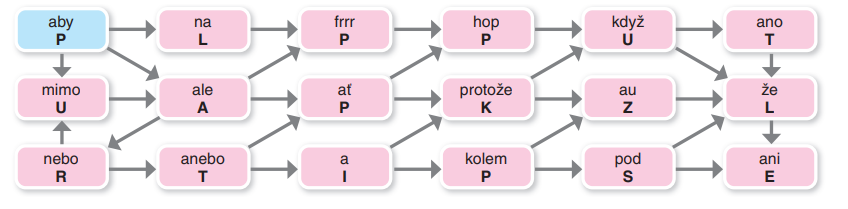 aby
P
na
L
frrr
P
hop
P
když
U
ano
T
mimo
U
ale
A
ať
P
protože
K
au
Z
že
L
nebo
R
anebo
T
a
I
kolem
P
pod
S
ani
E